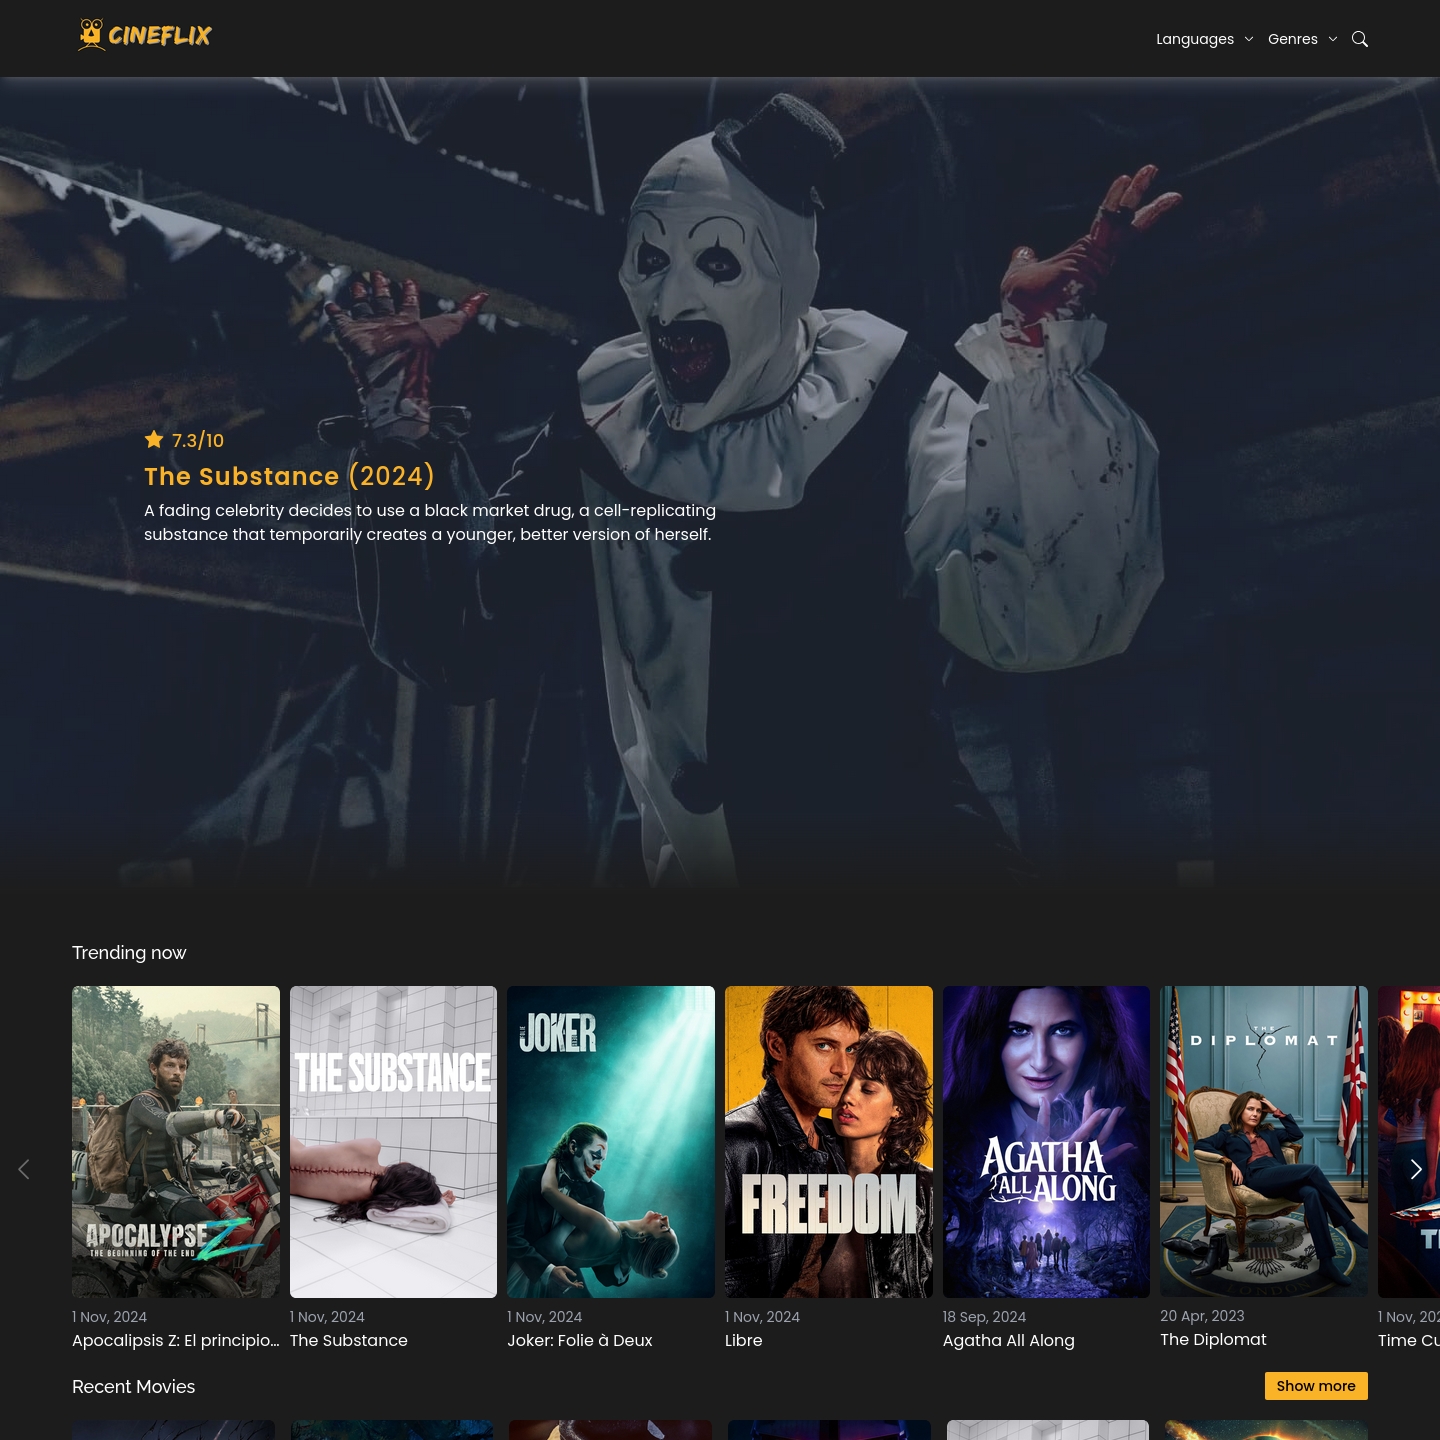 CINEFLIX
Languages
Genres
7.3/10
The Substance (2024)
A fading celebrity decides to use a black market drug, a cell-replicating
substance that temporarily creates a younger, better version of herself.
Trending now
APOCALYPSE Z
THE BEGINNING OF THE END
THE SUBSTANCE
JOKER
FOLIE À DEUX
FREEDOM
AGATHA
ALL ALONG
THE
DIPLOMAT
1 Nov, 2024
Apocalipsis Z: El principio...
1 Nov, 2024
The Substance
1 Nov, 2024
Joker: Folie à Deux
1 Nov, 2024
Libre
18 Sep, 2024
Agatha All Along
20 Apr, 2023
The Diplomat
1 Nov, 202
Time Cu
Recent Movies
Show more